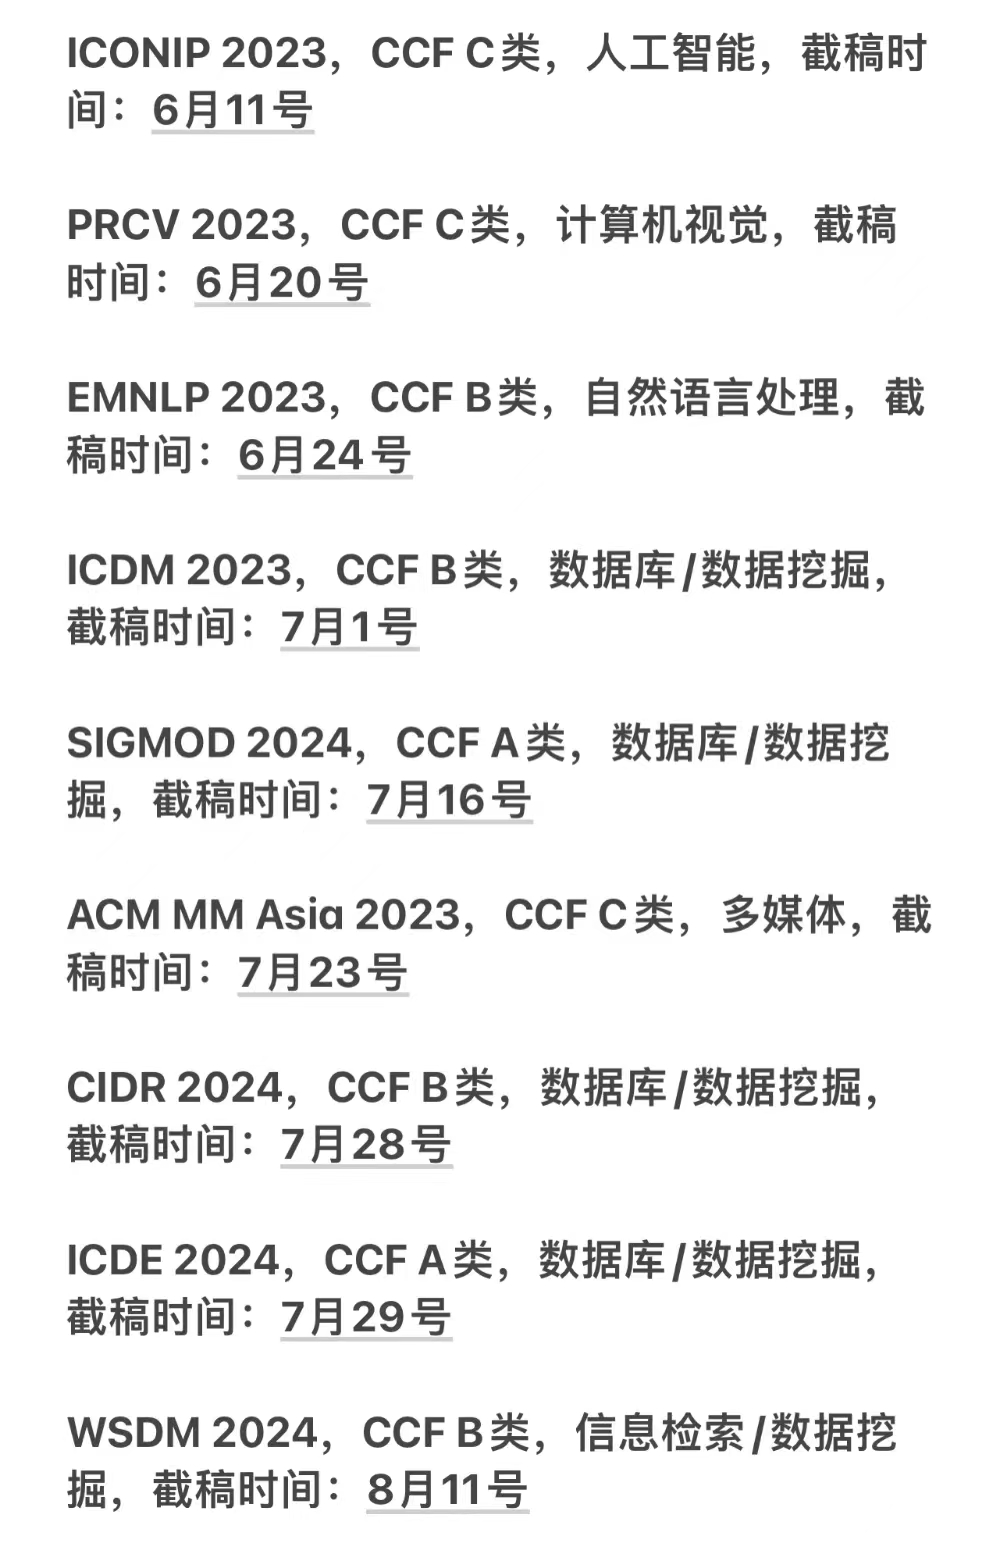 ICONIP 2023，CCF C类，人工智能，截稿时
间：6月11号
PRCV 2023，CCF C类，计算机视觉，截稿
时间：6月20号
EMNLP 2023，CCF B类，自然语言处理，截
稿时间：6月24号
ICDM 2023，CCF B类，数据库/数据挖掘，
截稿时间：7月1号
SIGMOD 2024，CCF A类，数据库/数据挖
掘，截稿时间：7月16号
ACM MM Asia 2023，CCF C类，多媒体，截
稿时间：7月23号
CIDR 2024，CCF B类，数据库/数据挖掘，
截稿时间：7月28号
ICDE 2024，CCF A类，数据库/数据挖掘，
截稿时间：7月29号
WSDM 2024，CCF B类，信息检索/数据挖
掘，截稿时间：8月11号